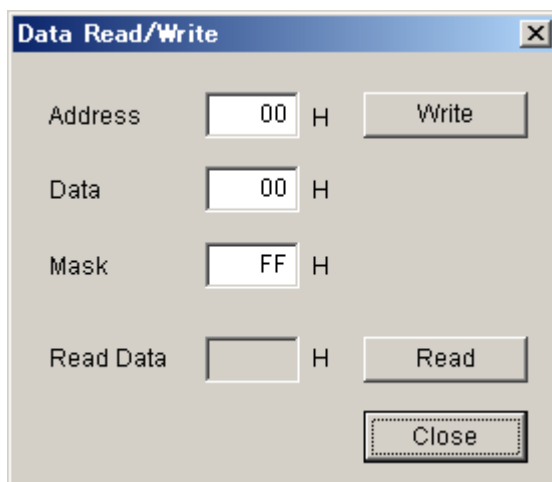 Data Read/Write
Address 00 H Write
Data 00 H
Mask FF H
Read Data H Read
Close